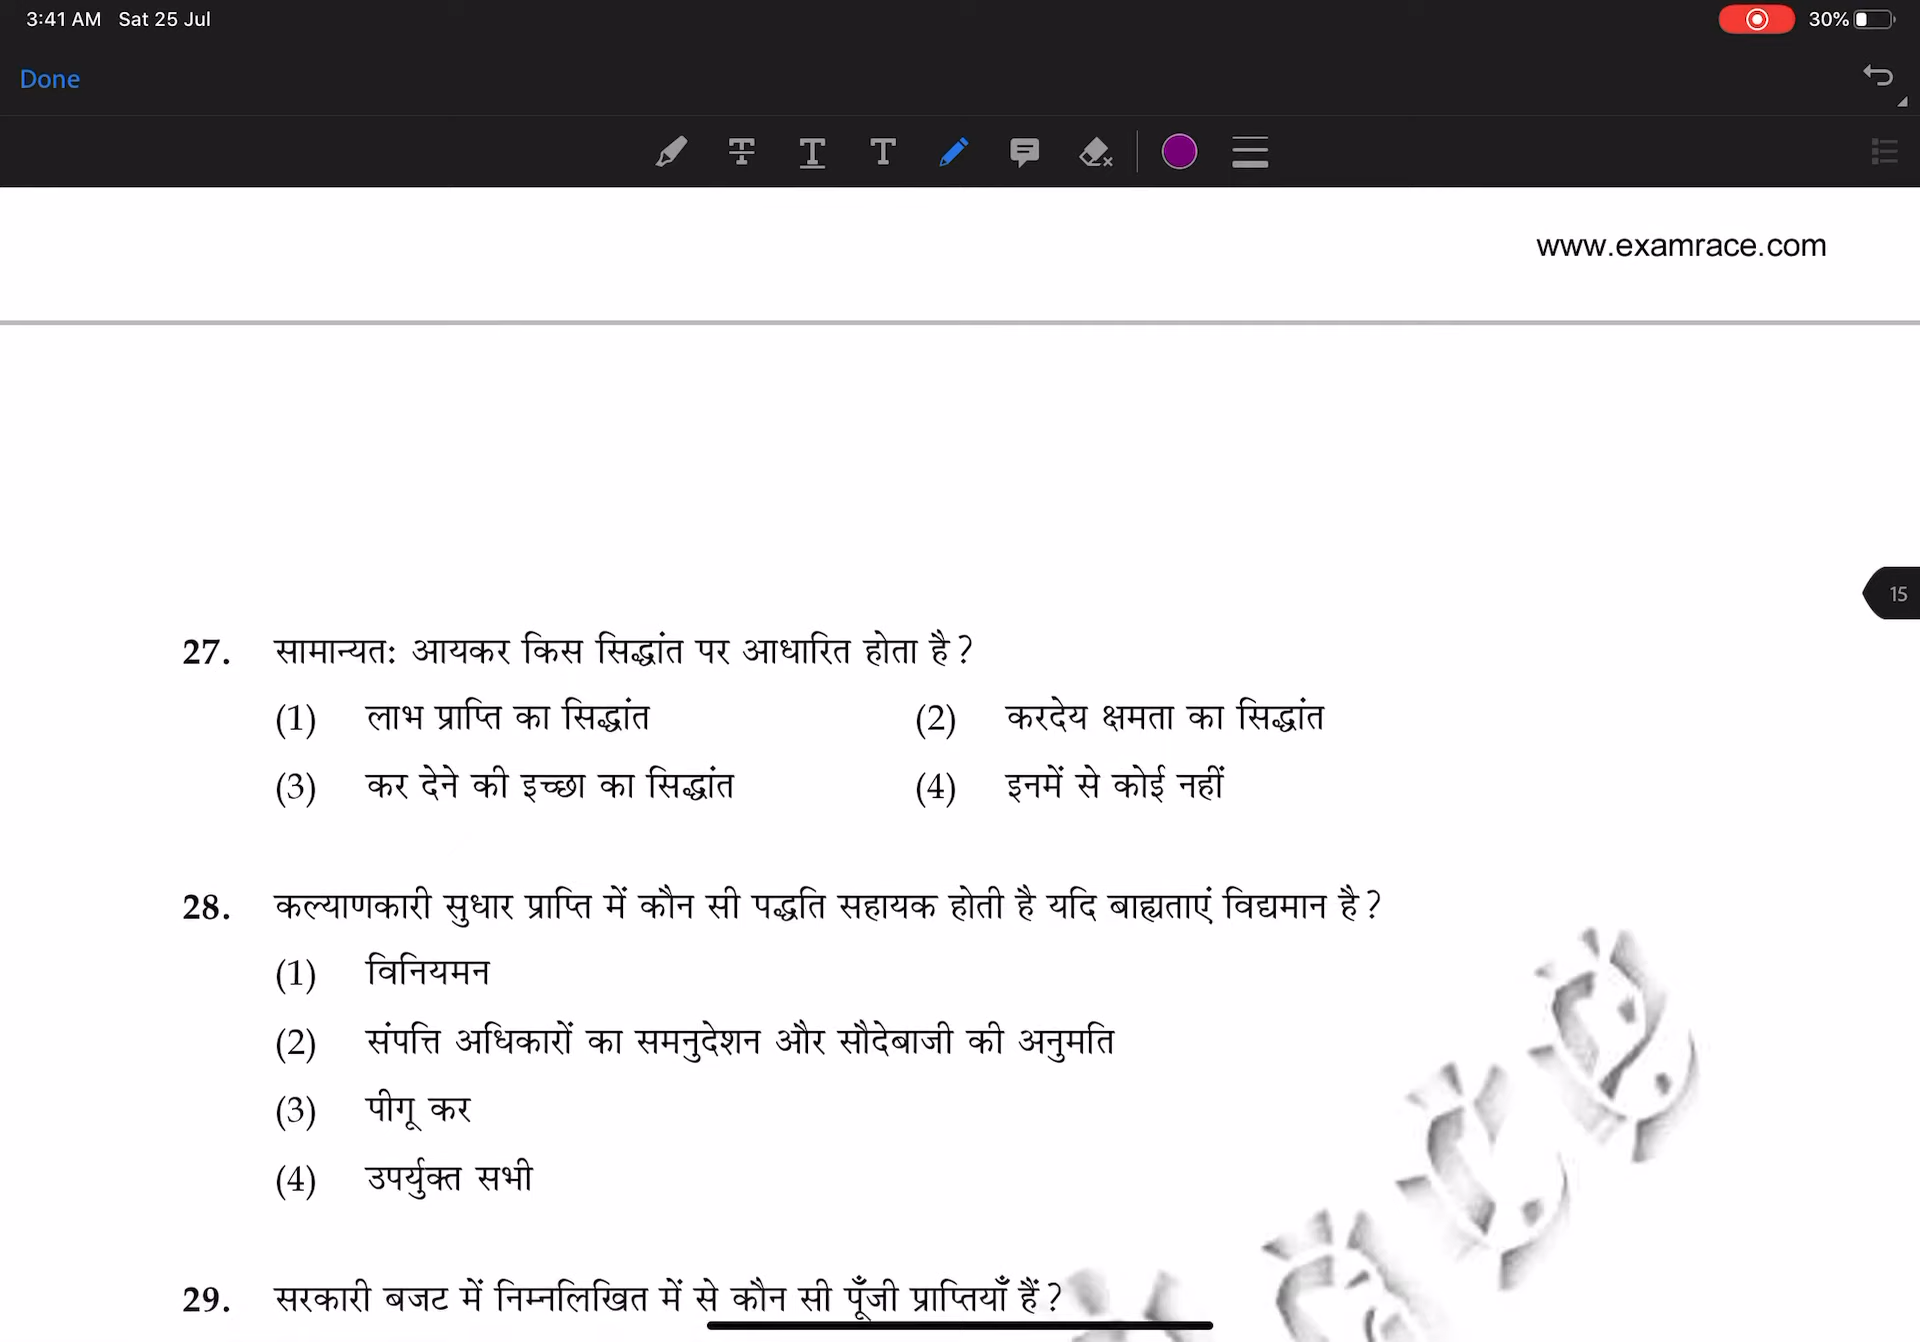 3:41 AM Sat 25 Jul
30%
Done
www.examrace.com
15
27. सामान्यत: आयकर किस सिद्धांत पर आधारित होता है ?
(1) लाभ प्राप्ति का सिद्धांत (2) करदेय क्षमता का सिद्धांत
(3) कर देने की इच्छा का सिद्धांत (4) इनमें से कोई नहीं
28. कल्याणकारी सुधार प्राप्ति में कौन सी पद्धति सहायक होती है यदि बाह्यताएं विद्यमान है ?
(1) विनियमन
(2) संपत्ति अधिकारों का समनुदेशन और सौदेबाजी की अनुमति
(3) पीगू कर
(4) उपर्युक्त सभी
29. सरकारी बजट में निम्नलिखित में से कौन सी पूँजी प्राप्तियाँ हैं ?